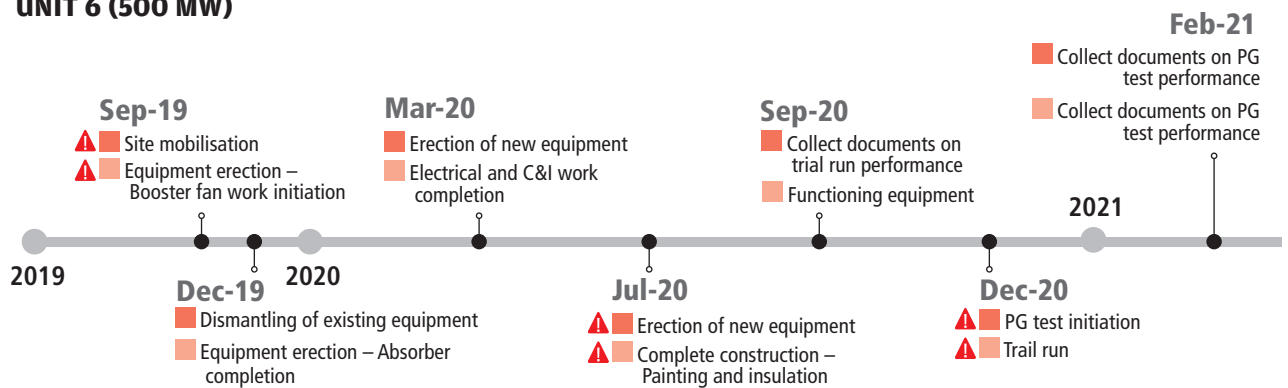 UNIT 6 (500 MW)
Feb-21
Collect documents on PG
test performance
Collect documents on PG
test performance
Sep-19
Site mobilisation
Equipment erection –
Booster fan work initiation
Mar-20
Erection of new equipment
Electrical and C&I work
completion
Sep-20
Collect documents on
trial run performance
Functioning equipment
2021
2019
2020
Dec-19
Dismantling of existing equipment
Equipment erection – Absorber
completion
Jul-20
Erection of new equipment
Complete construction –
Painting and insulation
Dec-20
PG test initiation
Trail run